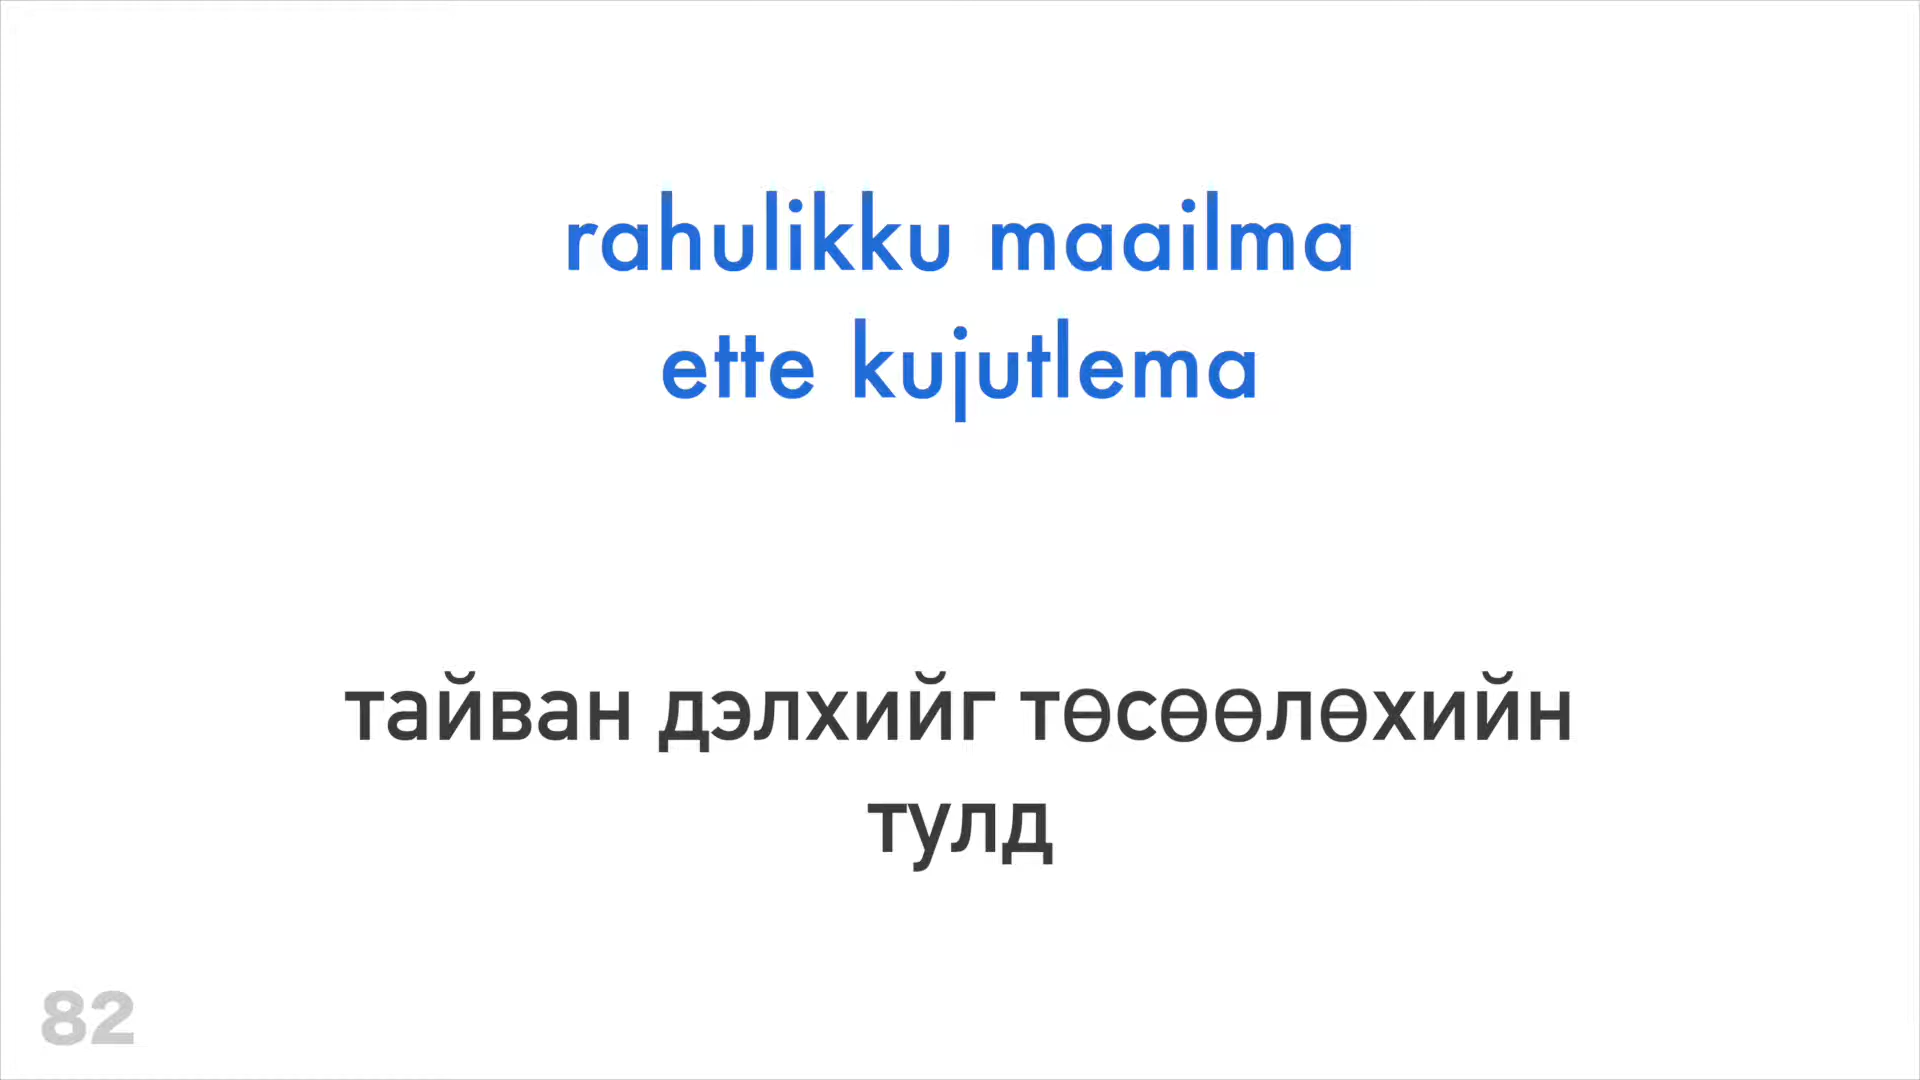 rahulikku maailma
ette kujutlema
тайван дэлхийг төсөөлөхийн
тулд
82